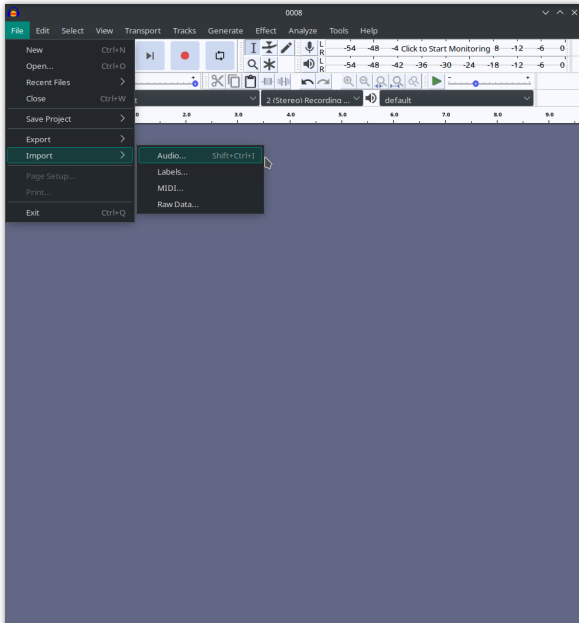 0008
File Edit Select View Transport Tracks Generate Effect Analyze Tools Help
New Ctrl+N
Open... Ctrl+O
Recent Files
Close Ctrl+W
Save Project
Export
Import
Page Setup...
Print...
Exit Ctrl+Q
Audio... Shift+Ctrl+I
Labels...
MIDI...
Raw Data...
L
R
-54 -48 -4 Click to Start Monitoring 8 -12 -6 0
L
R
-54 -48 -42 -36 -30 -24 -18 -12 -6 0
2 (Stereo) Recording ... default
2.0 3.0 4.0 5.0 6.0 7.0 8.0 9.0